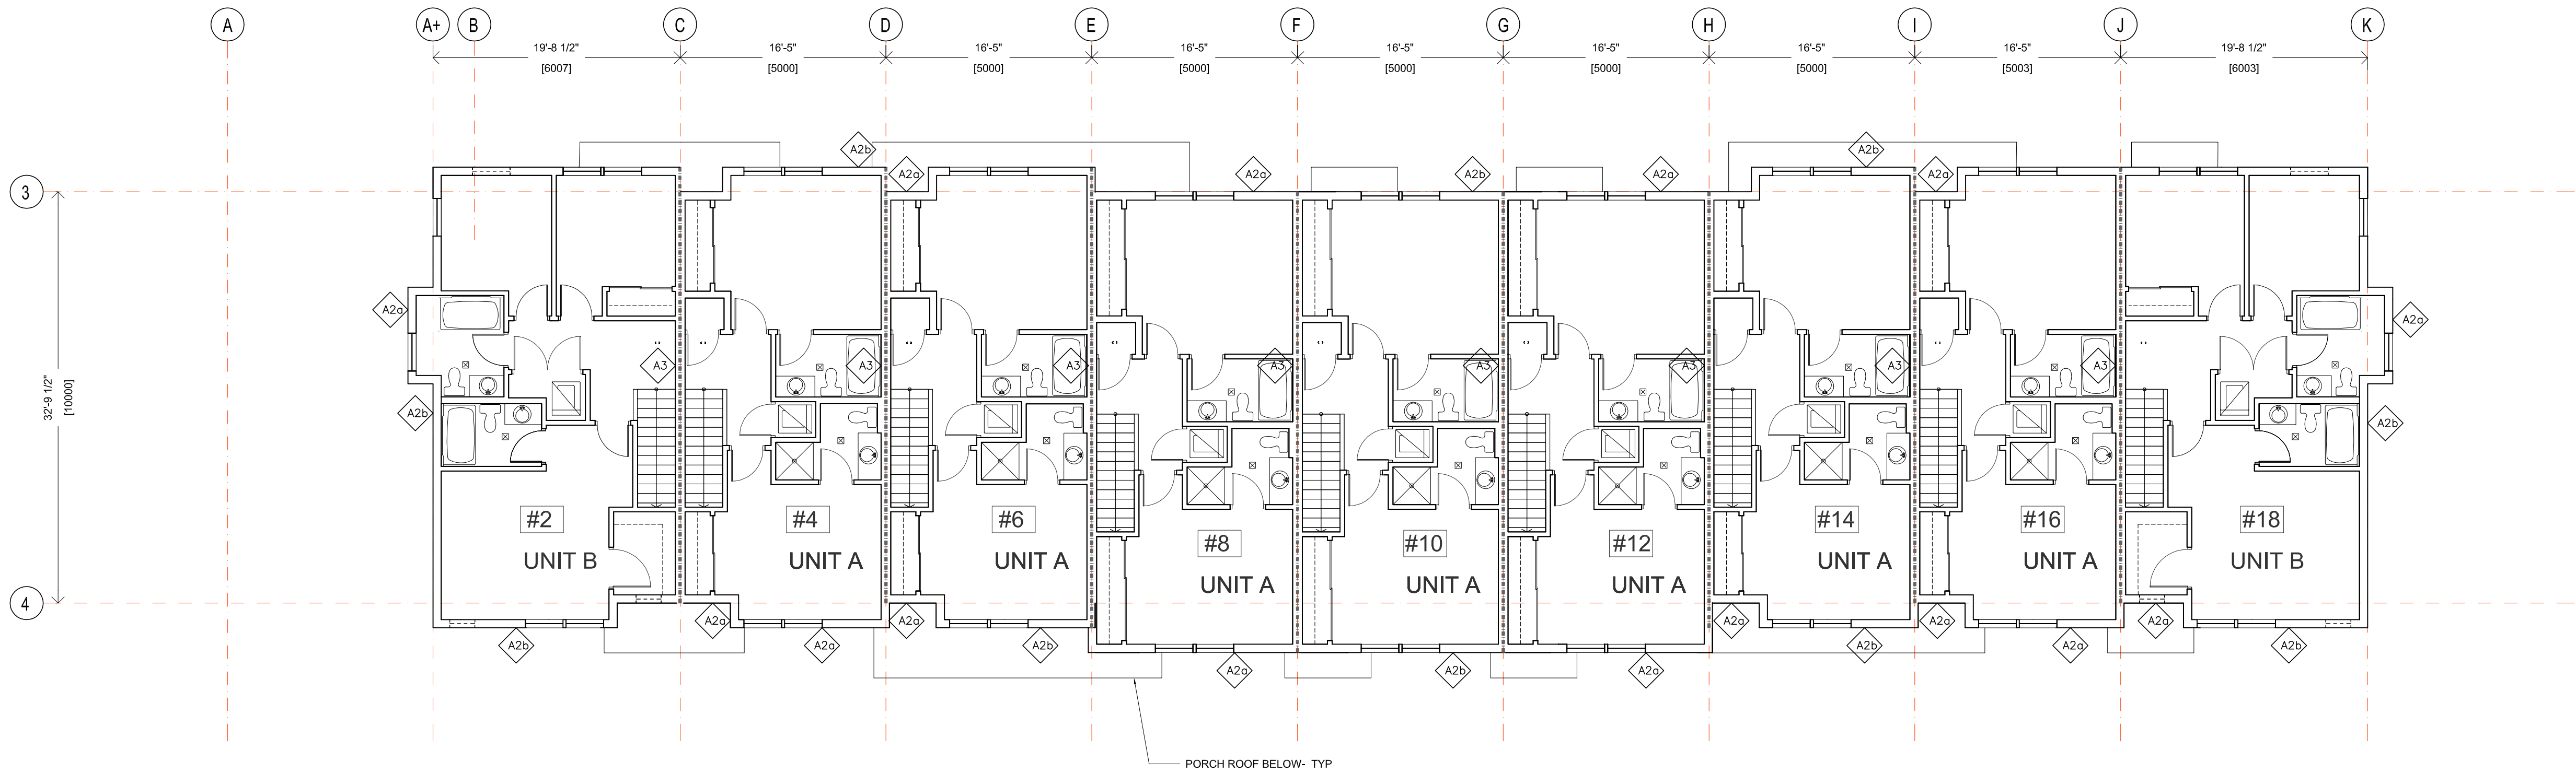 A A+ B C D E F G H I J K
19'-8 1/2" 16'-5" 16'-5" 16'-5" 16'-5" 16'-5" 16'-5" 16'-5" 19'-8 1/2"
[6007] [5000] [5000] [5000] [5000] [5000] [5000] [5003] [6003]
A2b A2b
A2a A2a A2b A2a A2a
3
A2a A2a
A3 A3 A3 A3 A3 A3 A3 A3
32'-9 1/2"
[10000]
A2b A2b
#2 #4 #6 #14 #16 #18
#8 #10 #12
UNIT B UNIT A UNIT A UNIT A UNIT A UNIT B
UNIT A UNIT A UNIT A
4
A2a A2a A2a A2a A2a
A2b A2a A2b A2b A2a A2b
A2a A2b A2a
PORCH ROOF BELOW- TYP